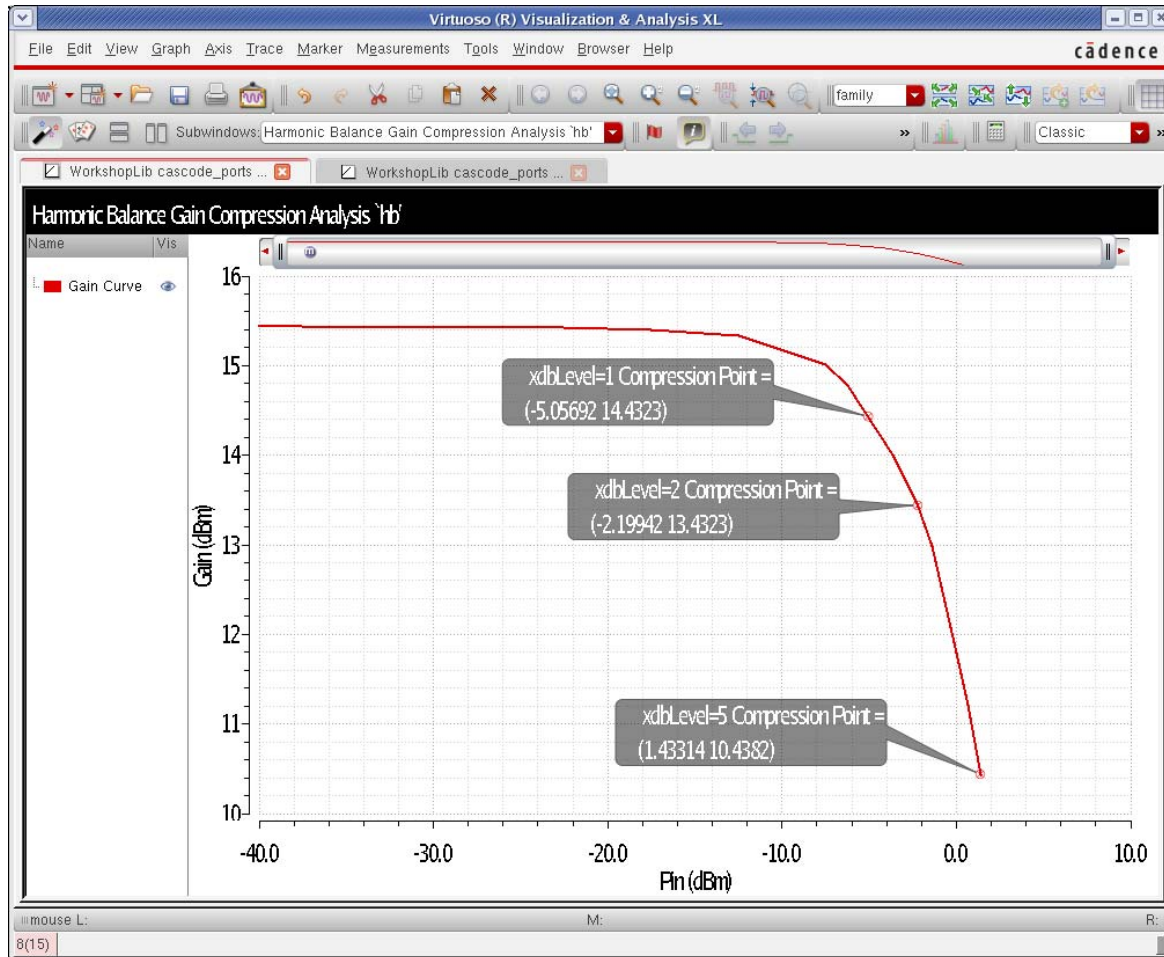 Virtuoso (R) Visualization & Analysis XL
File Edit View Graph Axis Trace Marker Measurements Tools Window Browser Help
cādence
family
Subwindows: Harmonic Balance Gain Compression Analysis `hb'
» Classic »
WorkshopLib cascode_ports ...
WorkshopLib cascode_ports ...
Harmonic Balance Gain Compression Analysis `hb'
Name Vis
Gain Curve
16
15
14
13
12
11
10
Gain (dBm)
xdbLevel=1 Compression Point =
(-5.05692 14.4323)
xdbLevel=2 Compression Point =
(-2.19942 13.4323)
xdbLevel=5 Compression Point =
(1.43314 10.4382)
-40.0 -30.0 -20.0 -10.0 0.0 10.0
Pin (dBm)
mouse L: M: R:
8(15)